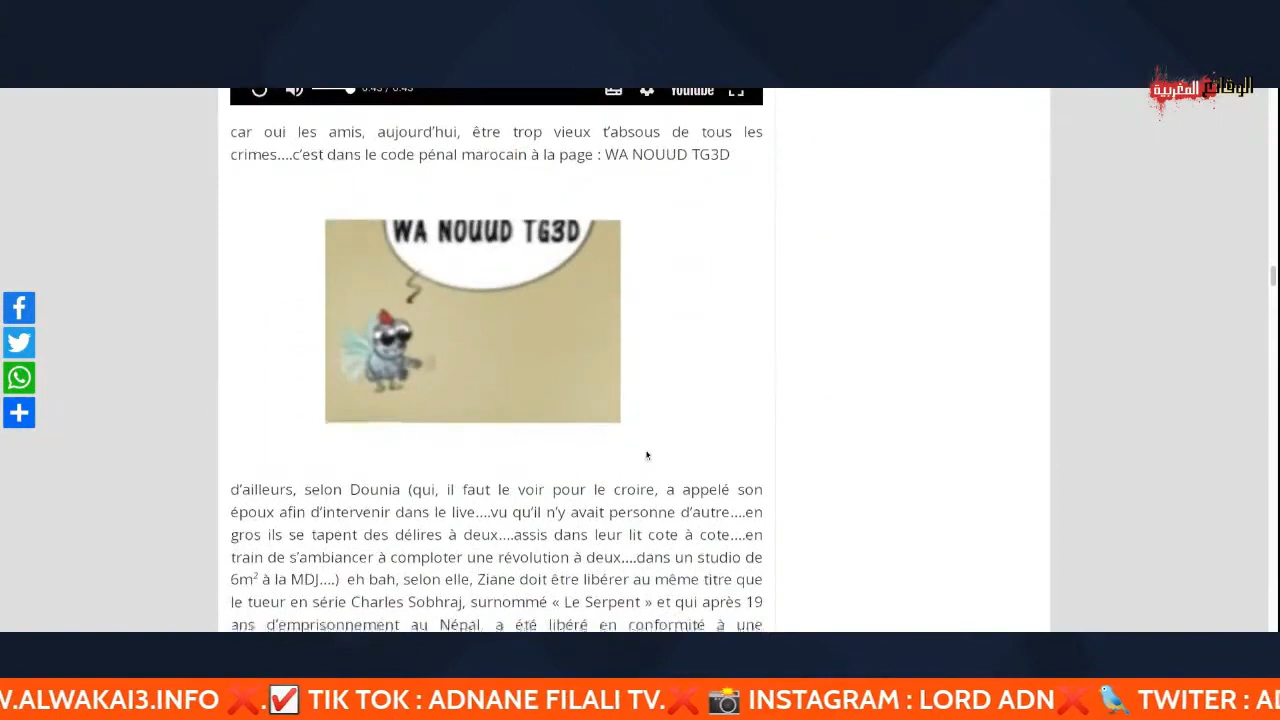 الوقائع المغربية
YouTube
car oui les amis, aujourd’hui, être trop vieux t’absous de tous les
crimes....c’est dans le code pénal marocain à la page : WA NOUUD TG3D
WA NOUUD TG3D
d’ailleurs, selon Dounia (qui, il faut le voir pour le croire, a appelé son
époux afin d’intervenir dans le live....vu qu’il n’y avait personne d’autre....en
gros ils se tapent des délires à deux....assis dans leur lit cote à cote....en
train de s’ambiancer à comploter une révolution à deux....dans un studio de
6m² à la MDJ....) eh bah, selon elle, Ziane doit être libérer au même titre que
le tueur en série Charles Sobhraj, surnommé « Le Serpent » et qui après 19
ans d’emprisonnement au Népal, a été libéré en conformité à une
W.ALWAKAI3.INFO ❌.☑ TIK TOK : ADNANE FILALI TV.❌ 📸 INSTAGRAM : LORD ADN❌ 🐦 TWITER :